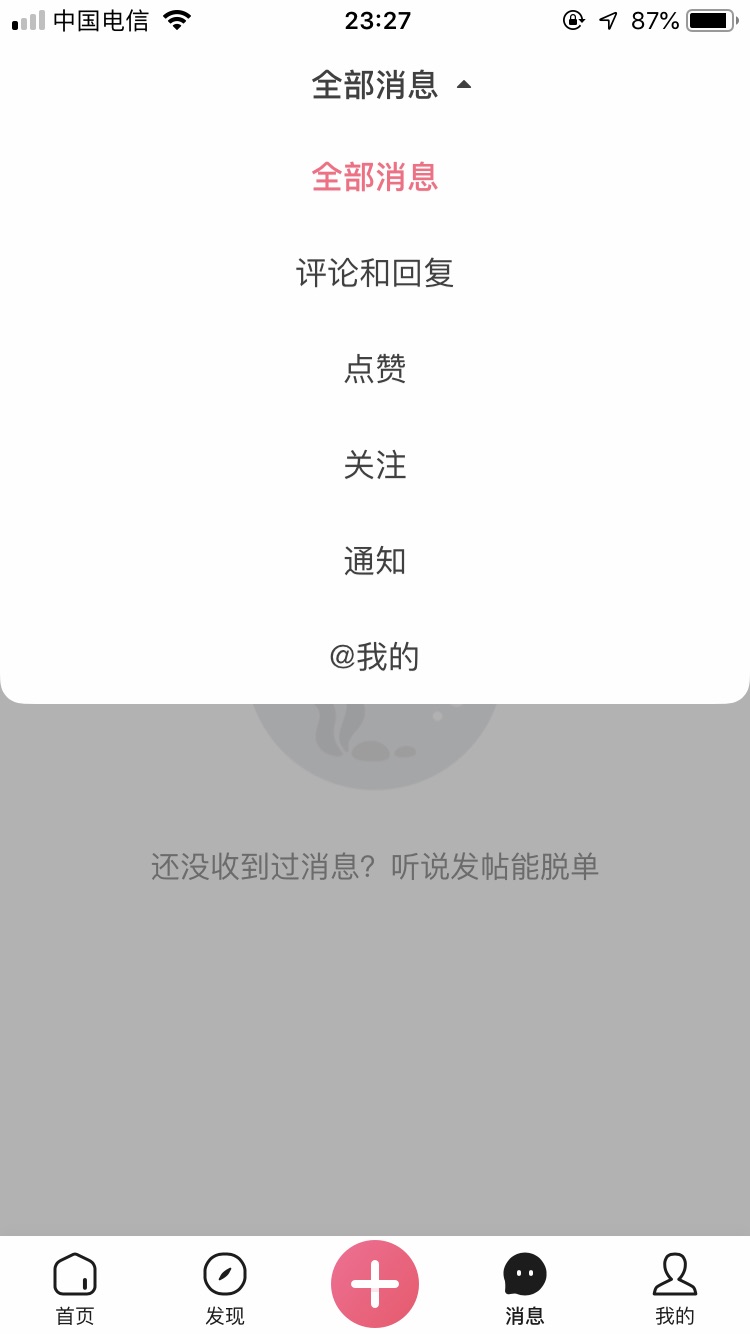 中国电信
23:27
87%
全部消息
全部消息
评论和回复
点赞
关注
通知
@我的
还没收到过消息？听说发帖能脱单
首页
发现
消息
我的